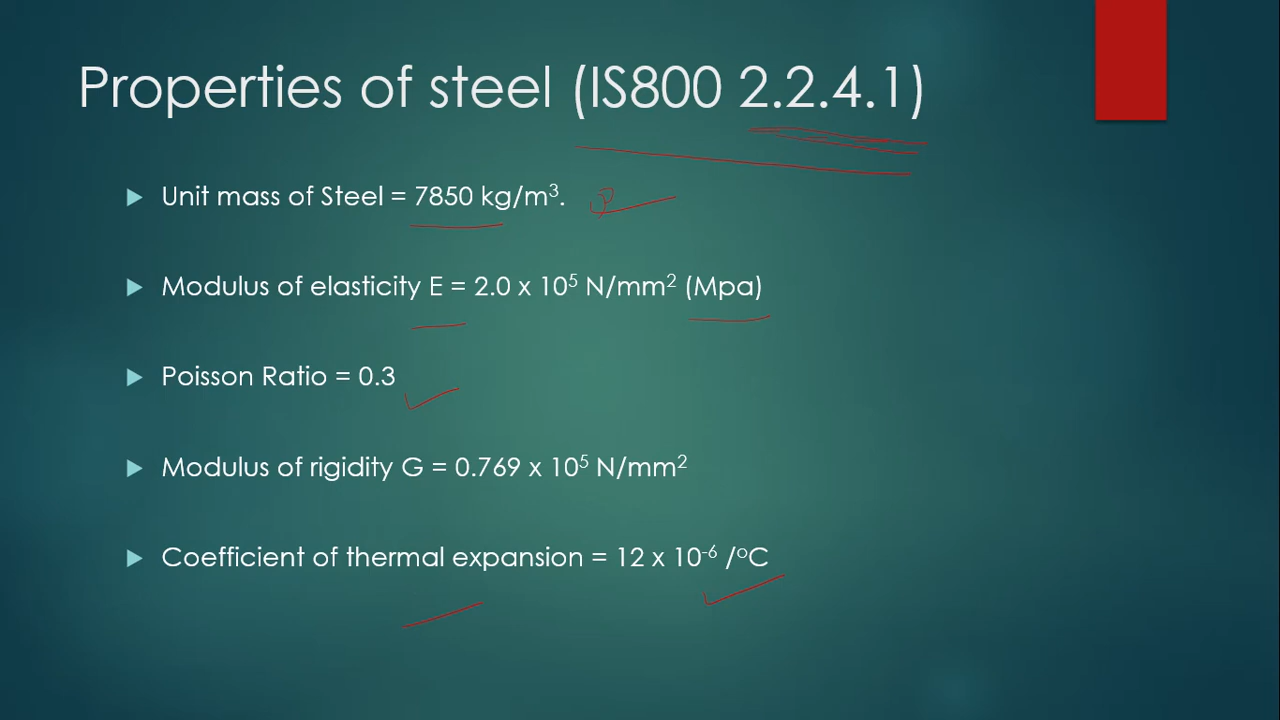 Properties of steel (IS800 2.2.4.1)
Unit mass of Steel = 7850 kg/m³.
Modulus of elasticity E = 2.0 x 10⁵ N/mm² (Mpa)
Poisson Ratio = 0.3
Modulus of rigidity G = 0.769 x 10⁵ N/mm²
Coefficient of thermal expansion = 12 x 10⁻⁶ /°C